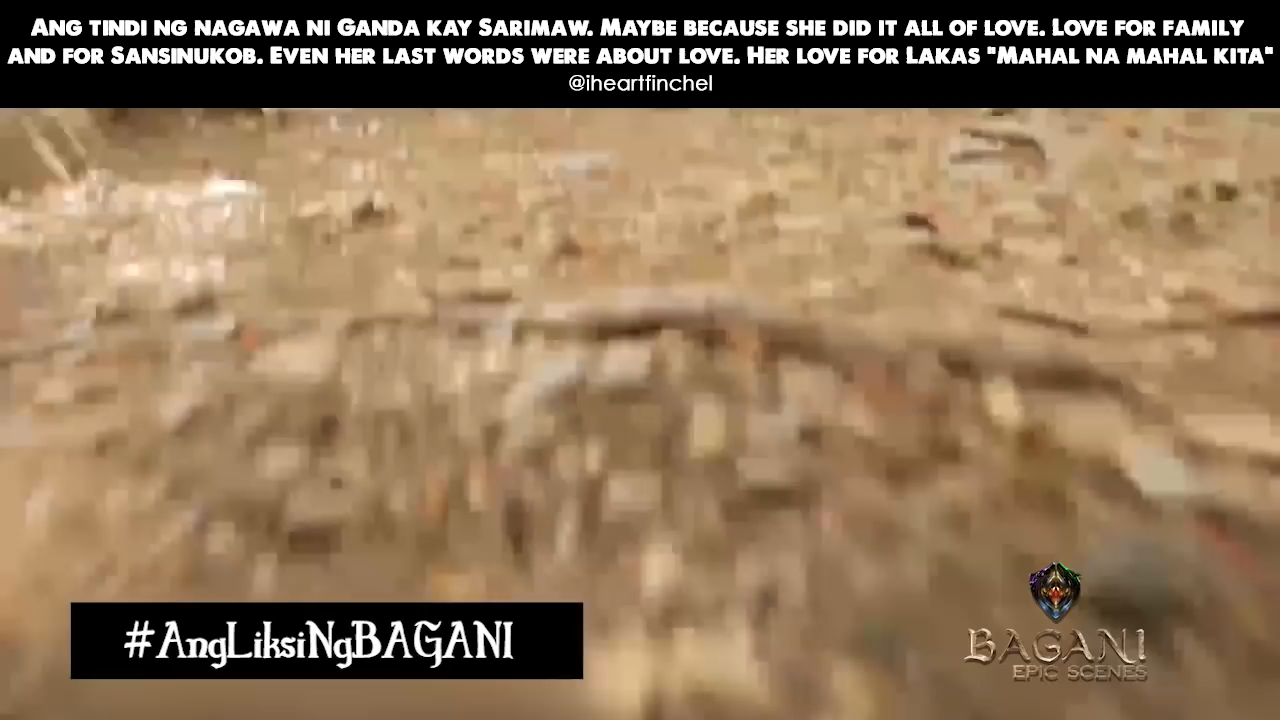 ANG TINDI NG NAGAWA NI GANDA KAY SARIMAW. MAYBE BECAUSE SHE DID IT ALL OF LOVE. LOVE FOR FAMILY
AND FOR SANSINUKOB. EVEN HER LAST WORDS WERE ABOUT LOVE. HER LOVE FOR LAKAS "MAHAL NA MAHAL KITA"
@iheartfinchel
#AngLiksiNgBAGANI
BAGANI
EPIC SCENES